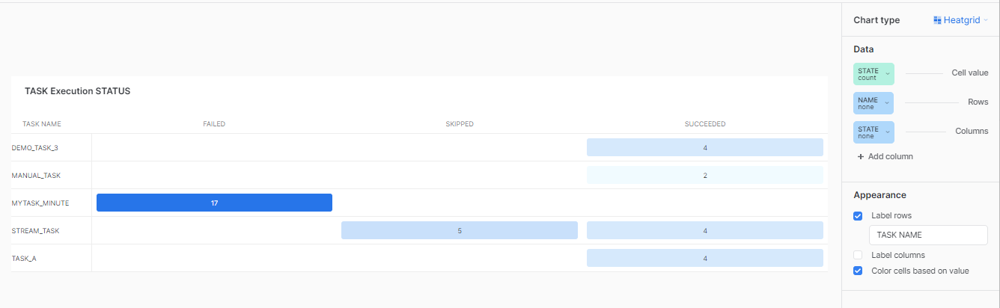 Chart type Heatgrid
Data
STATE
count
Cell value
NAME
none
Rows
STATE
none
Columns
+ Add column
Appearance
Label rows
TASK NAME
Label columns
Color cells based on value
TASK Execution STATUS
TASK NAME FAILED SKIPPED SUCCEEDED
DEMO_TASK_3 4
MANUAL_TASK 2
MYTASK_MINUTE 17
STREAM_TASK 5 4
TASK_A 4